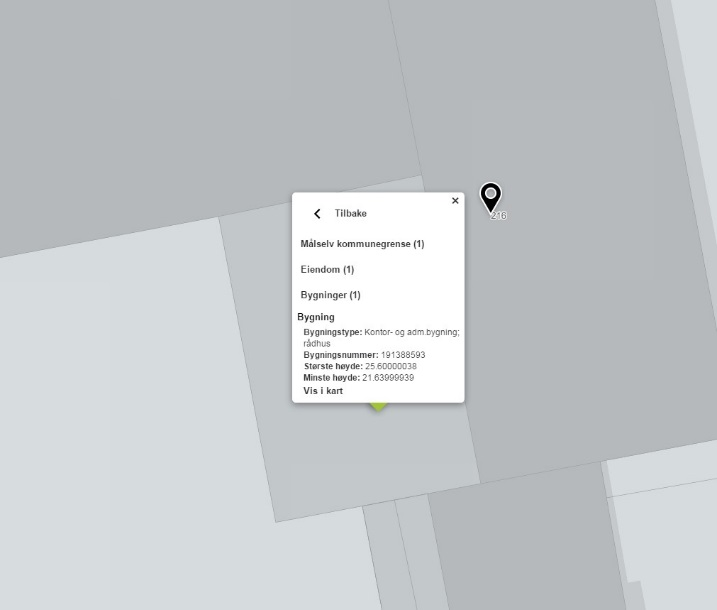 Tilbake
216
Målselv kommunegrense (1)
Eiendom (1)
Bygninger (1)
Bygning
Bygningstype: Kontor- og adm.bygning;
rådhus
Bygningsnummer: 191388593
Største høyde: 25.60000038
Minste høyde: 21.63999939
Vis i kart